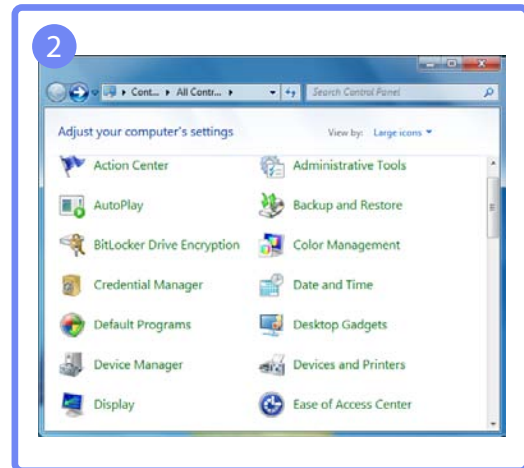 2
Cont... All Contr...
Search Control Panel
Adjust your computer's settings
View by: Large icons
Action Center
Administrative Tools
AutoPlay
Backup and Restore
BitLocker Drive Encryption
Color Management
Credential Manager
Date and Time
Default Programs
Desktop Gadgets
Device Manager
Devices and Printers
Display
Ease of Access Center